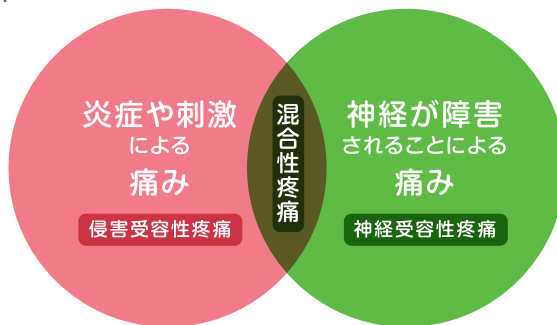 炎症や刺激
による
痛み
侵害受容性疼痛
混合性疼痛
神経が障害
されることによる
痛み
神経受容性疼痛